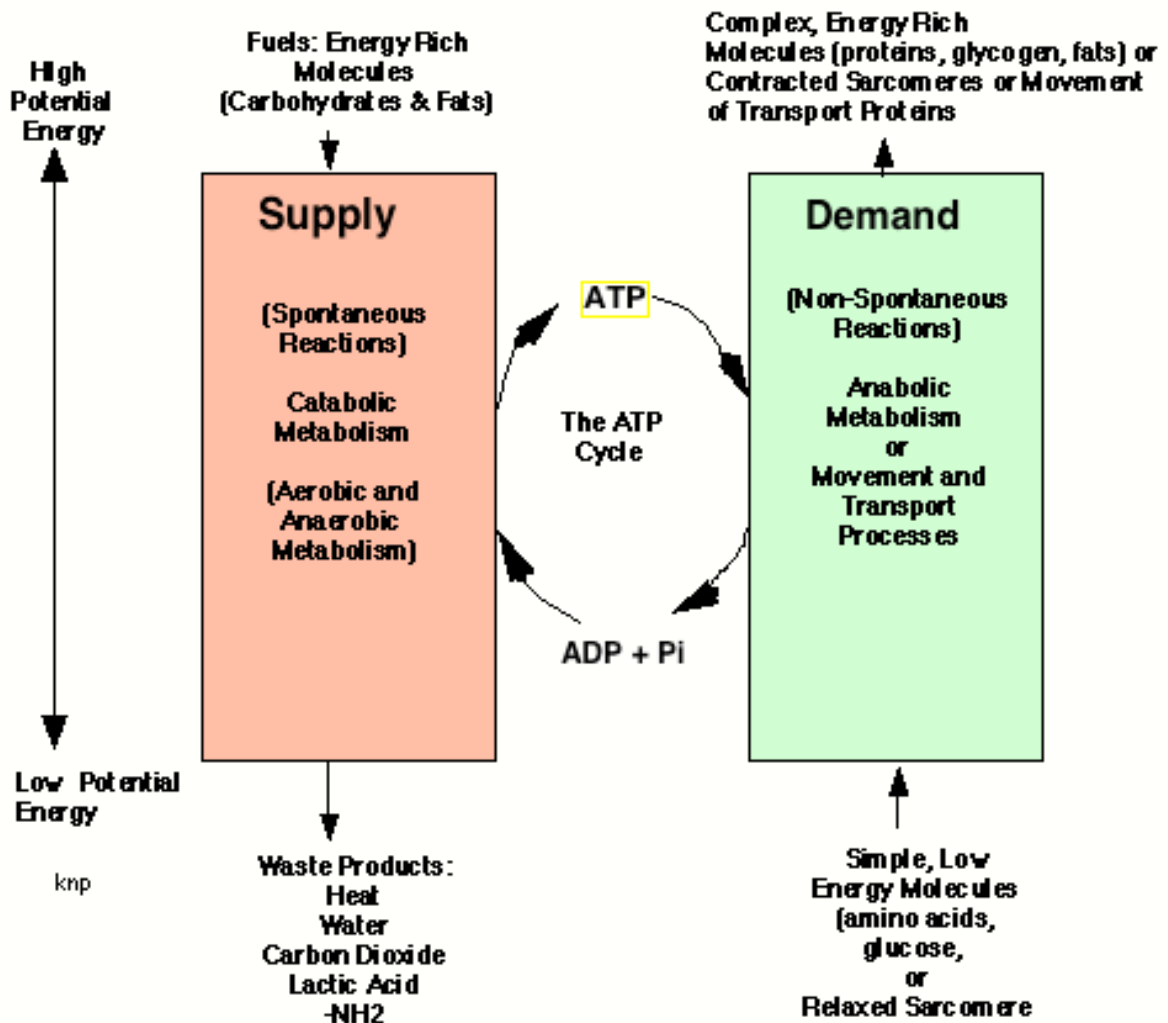 High
Potential
Energy
Fuels: Energy Rich
Molecules
(Carbohydrates & Fats)
Complex, Energy Rich
Molecules (proteins, glycogen, fats) or
Contracted Sarcomeres or Movement
of Transport Proteins
Supply
(Spontaneous
Reactions)
Catabolic
Metabolism
(Aerobic and
Anaerobic
Metabolism)
ATP
The ATP
Cycle
ADP + Pi
Demand
(Non-Spontaneous
Reactions)
Anabolic
Metabolism
or
Movement and
Transport
Processes
Low Potential
Energy
knp
Waste Products:
Heat
Water
Carbon Dioxide
Lactic Acid
-NH2
Simple, Low
Energy Molecules
(amino acids,
glucose,
or
Relaxed Sarcomere